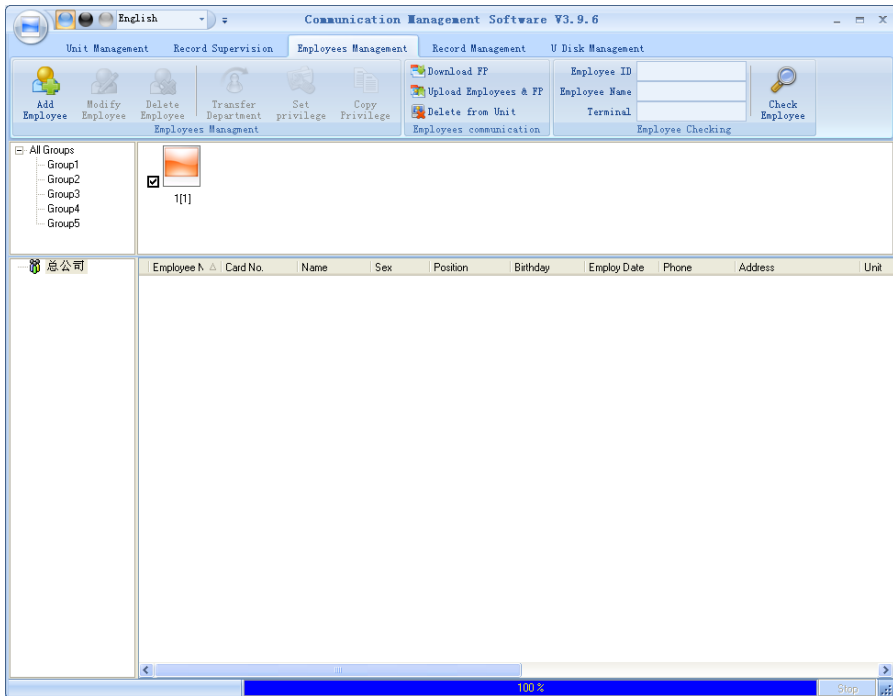 English
Communication Management Software V3.9.6
Unit Management Record Supervision Employees Management Record Management U Disk Management
Add Employee
Modify Employee
Delete Employee
Transfer Department
Set privilege
Copy Privilege
Employees Managment
Download FP
Upload Employees & FP
Delete from Unit
Employees communication
Employee ID
Employee Name
Terminal
Check Employee
Employee Checking
All Groups
Group1
Group2
Group3
Group4
Group5
1[1]
总公司
Employee N Card No. Name Sex Position Birthday Employ Date Phone Address Unit
100 %
Stop